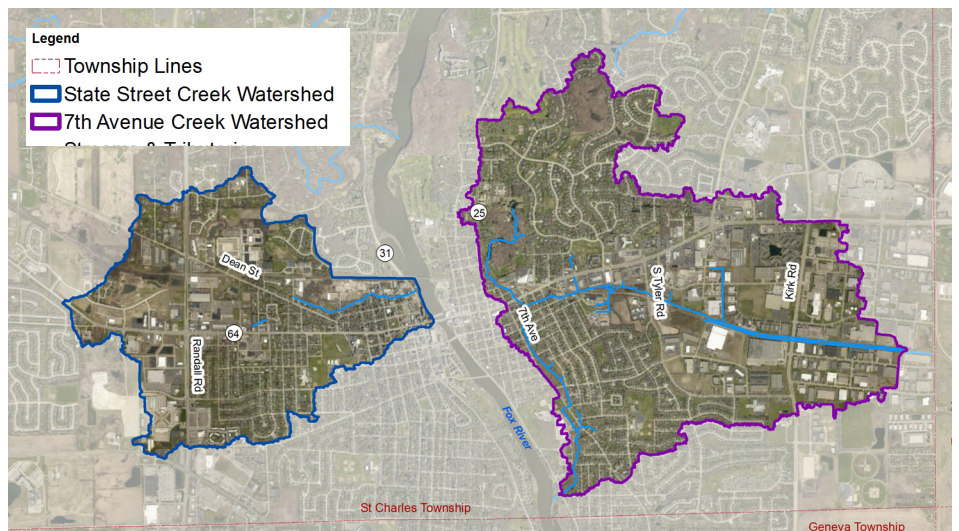 Legend
Township Lines
State Street Creek Watershed
7th Avenue Creek Watershed
25
31
Dean St
S Tyler Rd
Kirk Rd
64
7th Ave
Randall Rd
Fox River
St Charles Township
Geneva Township